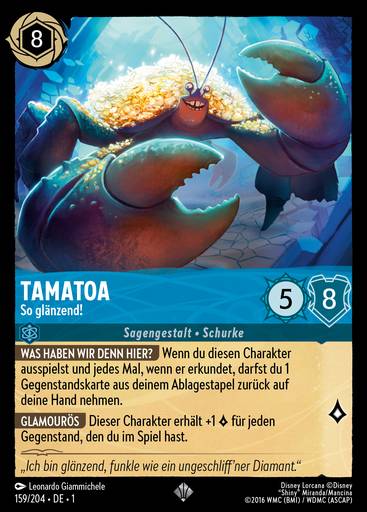 8
TAMATOA
So glänzend!
5
8
Sagengestalt • Schurke
WAS HABEN WIR DENN HIER? Wenn du diesen Charakter
ausspielst und jedes Mal, wenn er erkundet, darfst du 1
Gegenstandskarte aus deinem Ablagestapel zurück auf
deine Hand nehmen.
GLAMOURÖS Dieser Charakter erhält +1 für jeden
Gegenstand, den du im Spiel hast.
„Ich bin glänzend, funkle wie ein ungeschliff'ner Diamant.“
Leonardo Giammichele
159/204 • DE • 1
Disney Lorcana ©Disney
"Shiny" Miranda/Mancina
©2016 WMC (BMI) / WDMC (ASCAP)